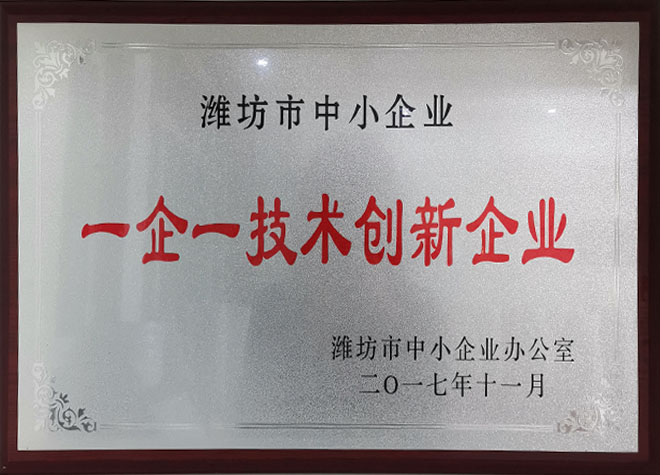 潍坊市中小企业
一企一技术创新企业
潍坊市中小企业办公室
二〇一七年十一月